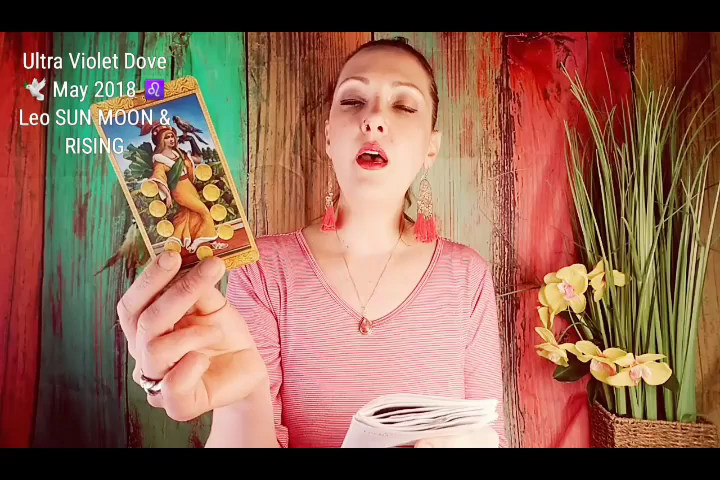 Ultra Violet Dove
🕊 May 2018 ♌
Leo SUN MOON &
RISING